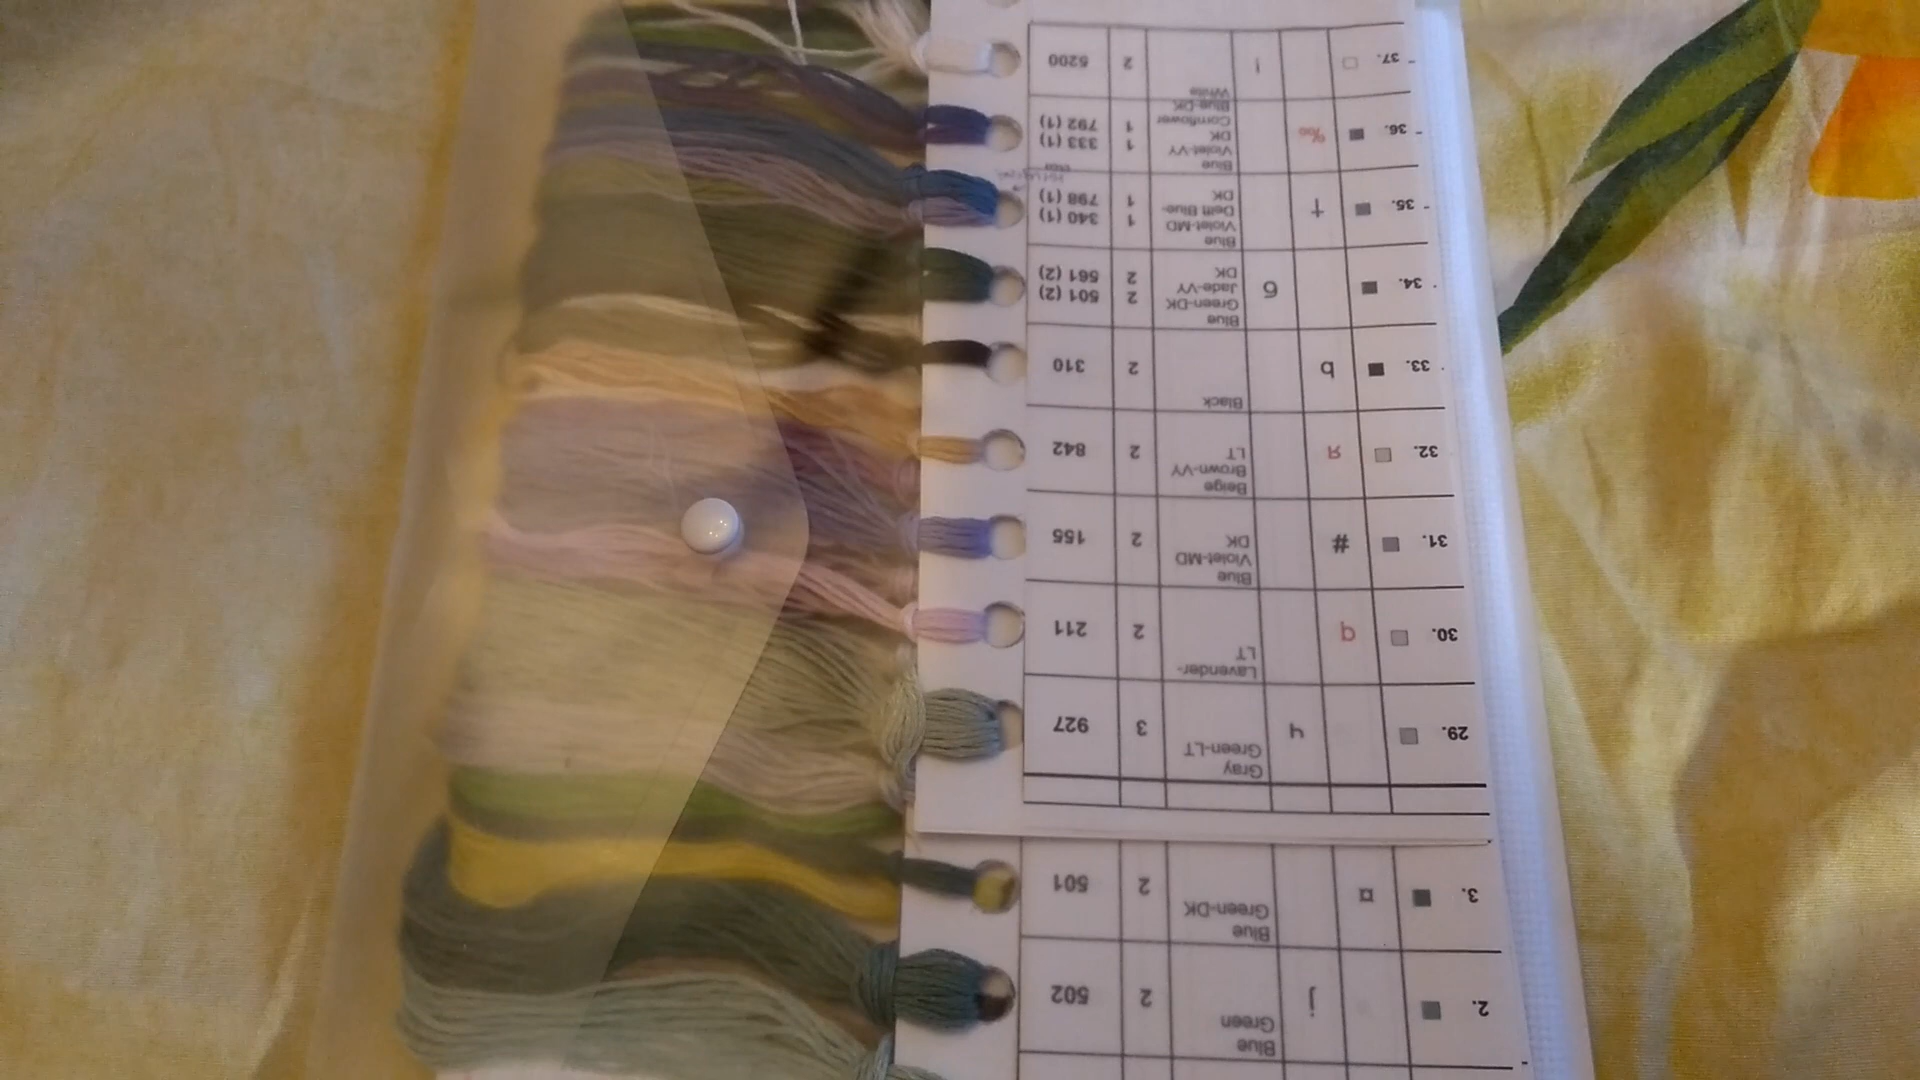 2. j Blue 2 502
Green
3. ¤ Blue 2 501
Green-DK
29. Gray 3 927
Green-LT
30. Lavender- 2 211
LT
31. # Blue 2 155
Violet-MD
DK
32. Beige 2 842
Brown-VY
LT
33. Black 2 310
34. Blue
Green-DK 2 501 (2)
Jade-VY 2 561 (2)
DK
35. † Blue
Violet-MD 1 340 (1)
Delft Blue- 1 798 (1)
DK
36. ‰ Blue
Violet-VY 1 333 (1)
DK
Cornflower 1 792 (1)
Blue-DK
37. ! White 2 5200